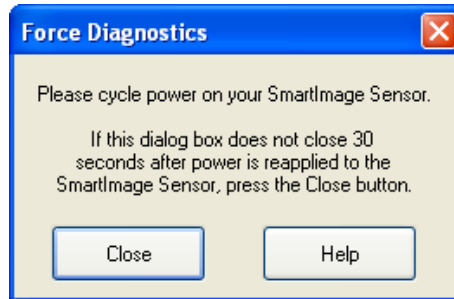 Force Diagnostics
Please cycle power on your SmartImage Sensor.
If this dialog box does not close 30
seconds after power is reapplied to the
SmartImage Sensor, press the Close button.
Close
Help